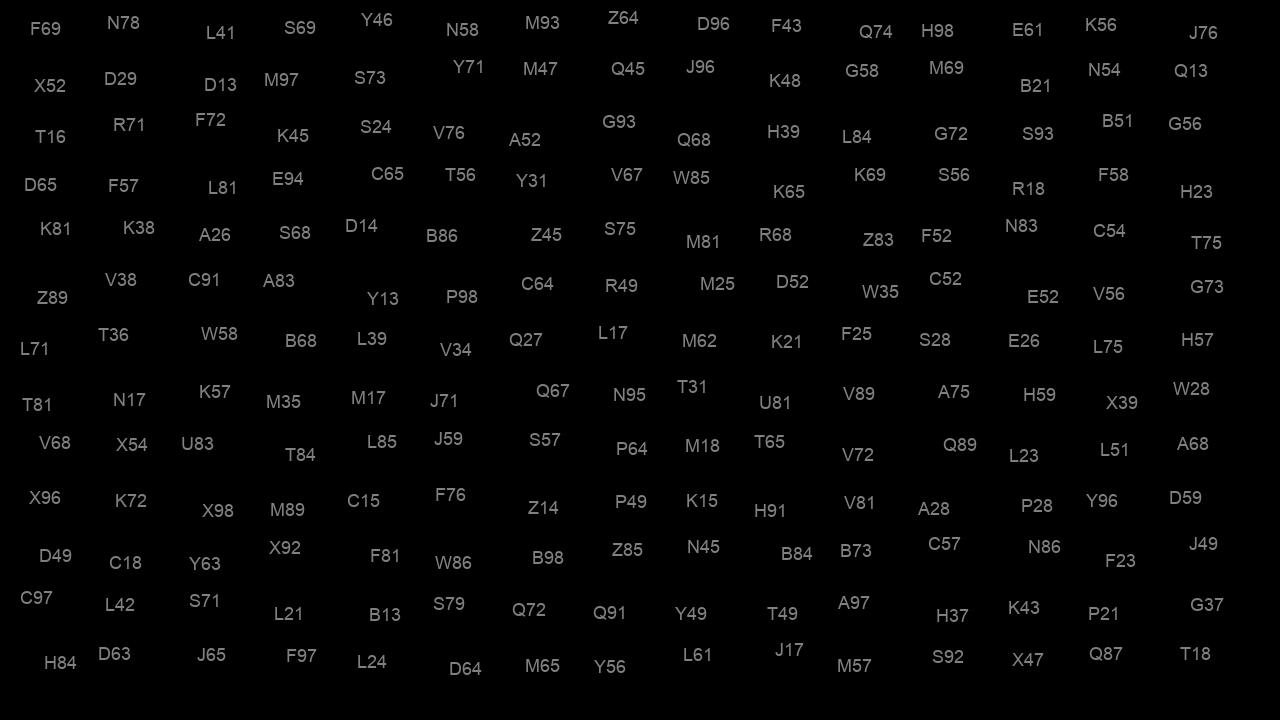 F69 N78 L41 S69 Y46 N58 M93 Z64 D96 F43 Q74 H98 E61 K56 J76
X52 D29 D13 M97 S73 Y71 M47 Q45 J96 K48 G58 M69 B21 N54 Q13
T16 R71 F72 K45 S24 V76 A52 G93 Q68 H39 L84 G72 S93 B51 G56
D65 F57 L81 E94 C65 T56 Y31 V67 W85 K65 K69 S56 R18 F58 H23
K81 K38 A26 S68 D14 B86 Z45 S75 M81 R68 Z83 F52 N83 C54 T75
Z89 V38 C91 A83 Y13 P98 C64 R49 M25 D52 W35 C52 E52 V56 G73
L71 T36 W58 B68 L39 V34 Q27 L17 M62 K21 F25 S28 E26 L75 H57
T81 N17 K57 M35 M17 J71 Q67 N95 T31 U81 V89 A75 H59 X39 W28
V68 X54 U83 T84 L85 J59 S57 P64 M18 T65 V72 Q89 L23 L51 A68
X96 K72 X98 M89 C15 F76 Z14 P49 K15 H91 V81 A28 P28 Y96 D59
D49 C18 Y63 X92 F81 W86 B98 Z85 N45 B84 B73 C57 N86 F23 J49
C97 L42 S71 L21 B13 S79 Q72 Q91 Y49 T49 A97 H37 K43 P21 G37
H84 D63 J65 F97 L24 D64 M65 Y56 L61 J17 M57 S92 X47 Q87 T18